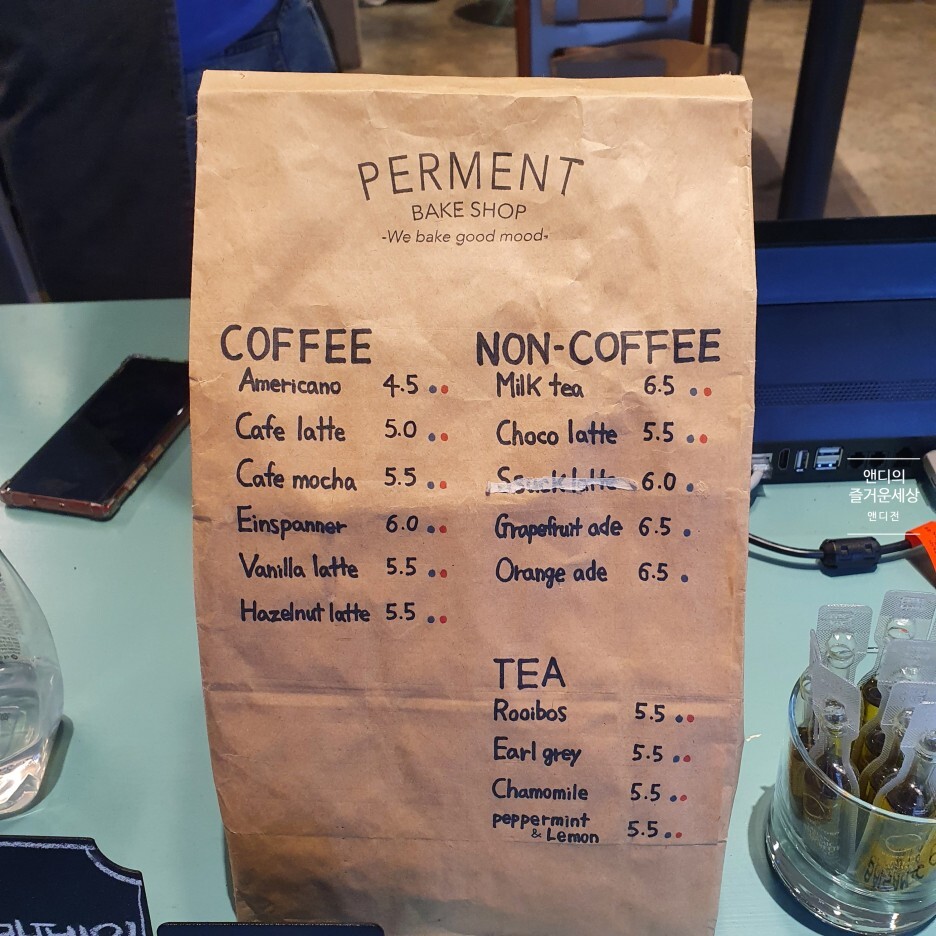 PERMENT
BAKE SHOP
-We bake good mood-
COFFEE
Americano 4.5
Cafe latte 5.0
Cafe mocha 5.5
Einspanner 6.0
Vanilla latte 5.5
Hazelnut latte 5.5
NON-COFFEE
Milk tea 6.5
Choco latte 5.5
latte 6.0
Grapefruit ade 6.5
Orange ade 6.5
TEA
Rooibos 5.5
Earl grey 5.5
Chamomile 5.5
peppermint
& Lemon 5.5
앤디의
즐거운세상
앤디전